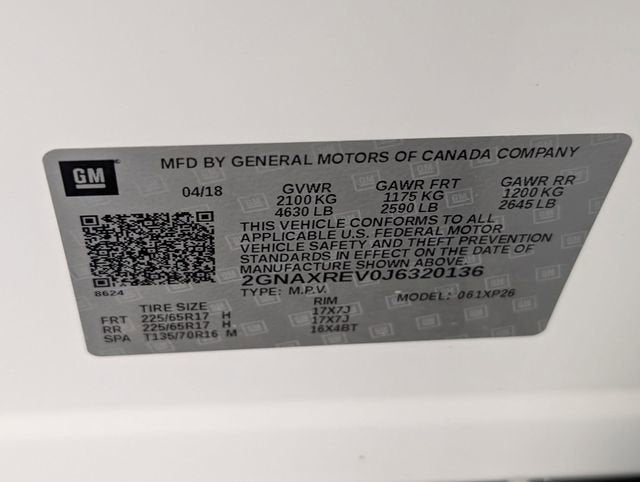 GM
MFD BY GENERAL MOTORS OF CANADA COMPANY
04/18 GVWR GAWR FRT GAWR RR
2100 KG 1175 KG 1200 KG
4630 LB 2590 LB 2645 LB
THIS VEHICLE CONFORMS TO ALL
APPLICABLE U.S. FEDERAL MOTOR
VEHICLE SAFETY AND THEFT PREVENTION
STANDARDS IN EFFECT ON THE DATE OF
MANUFACTURE SHOWN ABOVE.
2GNAXREV0J6320136
8624
TYPE: M.P.V. MODEL: 061XP26
TIRE SIZE RIM
FRT 225/65R17 H 17X7J
RR 225/65R17 H 17X7J
SPA T135/70R16 M 16X4BT